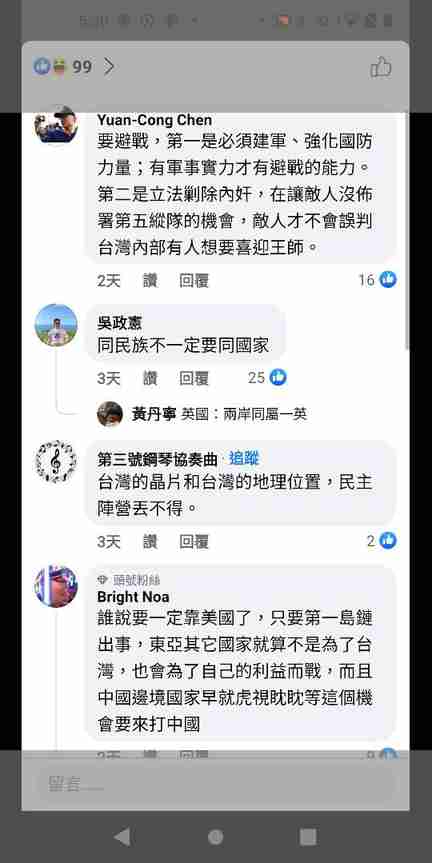 99
Yuan-Cong Chen
要避戰，第一是必須建軍、強化國防
力量；有軍事實力才有避戰的能力。
第二是立法剿除內奸，在讓敵人沒佈
署第五縱隊的機會，敵人才不會誤判
台灣內部有人想要喜迎王師。
2天 讚 回覆 16
吳政憲
同民族不一定要同國家
3天 讚 回覆 25
黃丹寧 英國：兩岸同屬一英
第三號鋼琴協奏曲 · 追蹤
台灣的晶片和台灣的地理位置，民主
陣營丟不得。
3天 讚 回覆 2
頭號粉絲
Bright Noa
誰說要一定靠美國了，只要第一島鏈
出事，東亞其它國家就算不是為了台
灣，也會為了自己的利益而戰，而且
中國邊境國家早就虎視眈眈等這個機
會要來打中國
留言......